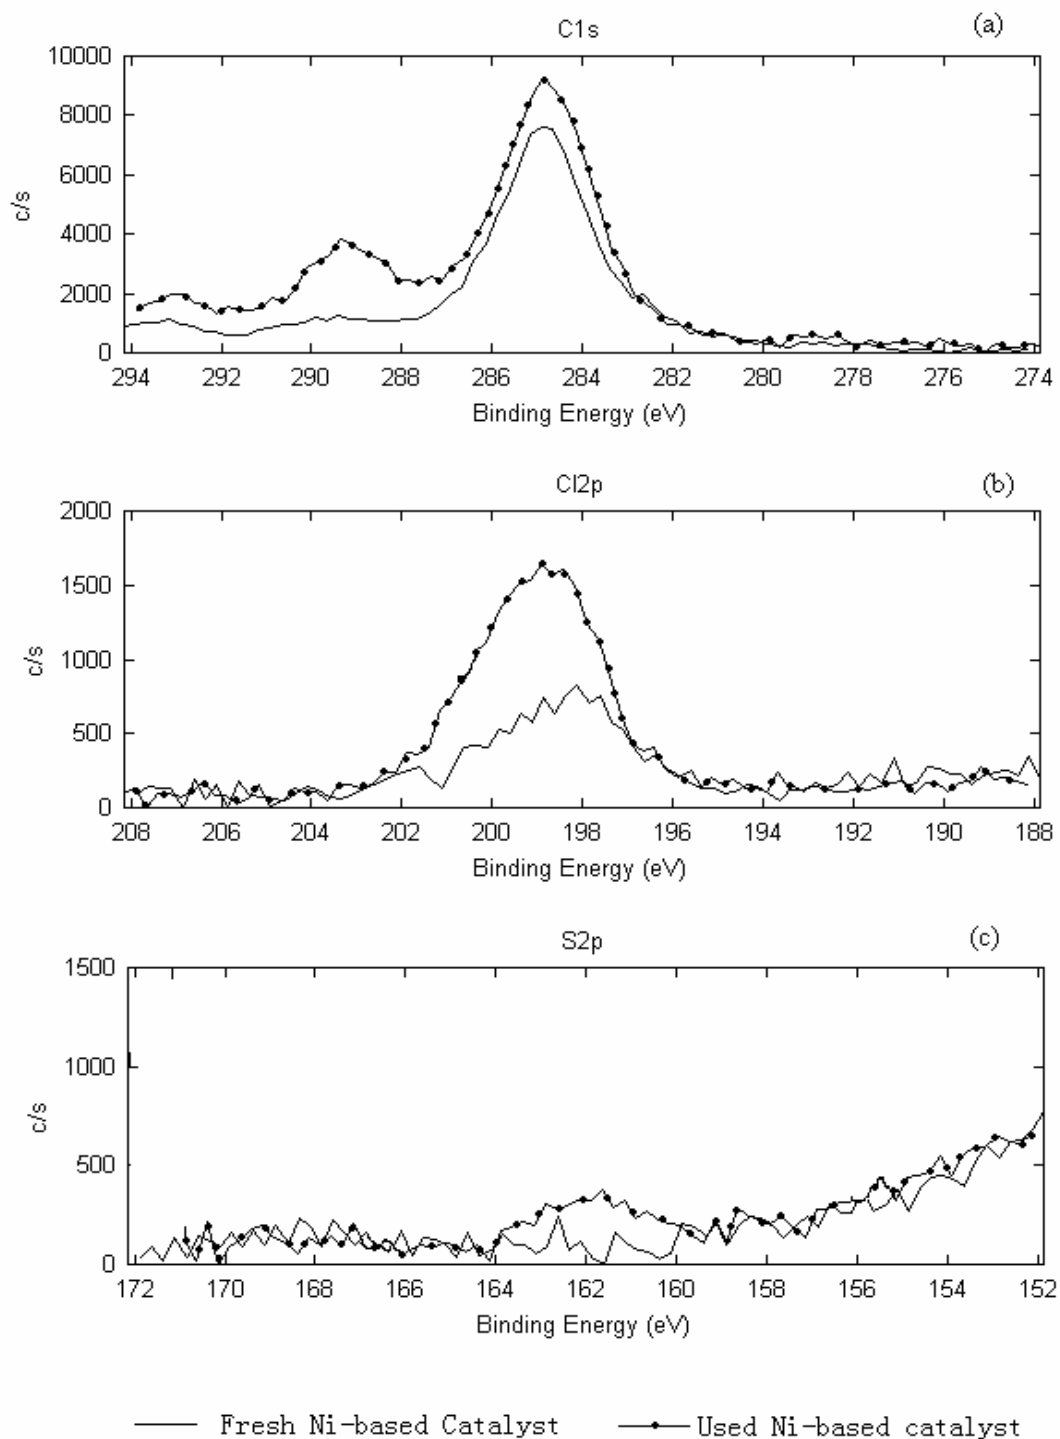 C1s (a)
10000
8000
6000
4000
2000
0
c/s
294 292 290 288 286 284 282 280 278 276 274
Binding Energy (eV)
Cl2p (b)
2000
1500
1000
500
0
c/s
208 206 204 202 200 198 196 194 192 190 188
Binding Energy (eV)
S2p (c)
1500
1000
500
0
c/s
172 170 168 166 164 162 160 158 156 154 152
Binding Energy (eV)
Fresh Ni-based Catalyst Used Ni-based catalyst